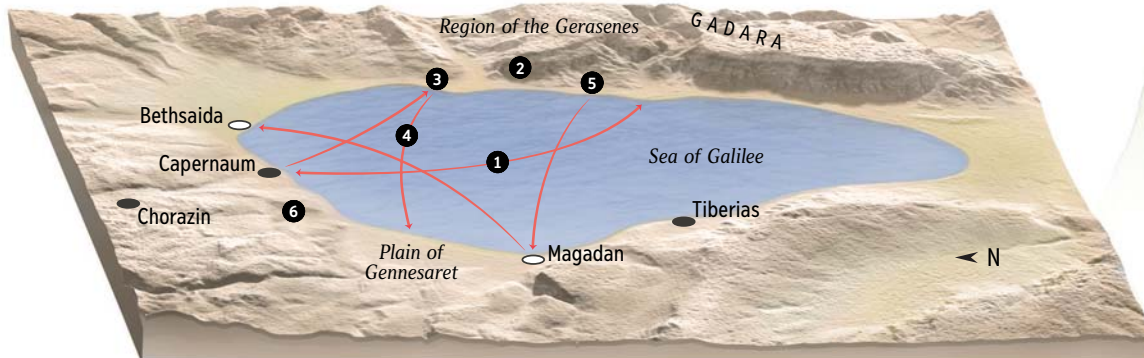 Region of the Gerasenes
GADARA
3
2
5
Bethsaida
4
Capernaum
1
Sea of Galilee
Chorazin
6
Tiberias
Plain of
Gennesaret
Magadan
N